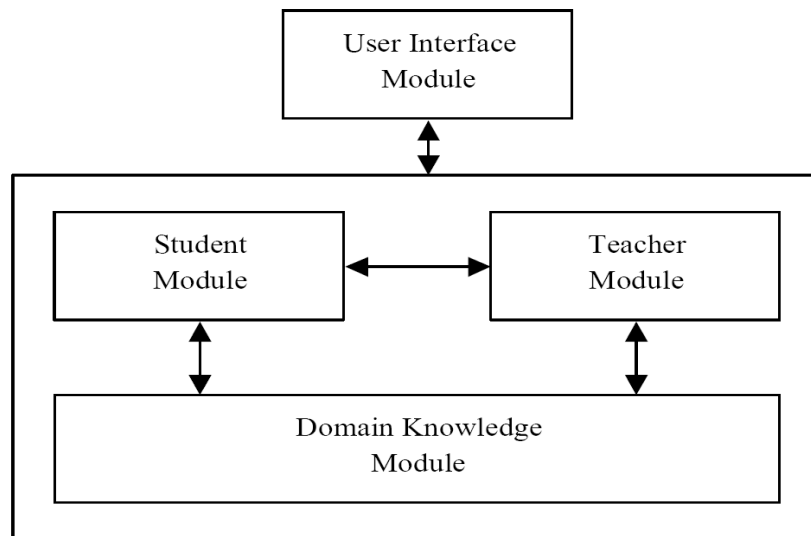 User Interface
Module
Student
Module
Teacher
Module
Domain Knowledge
Module